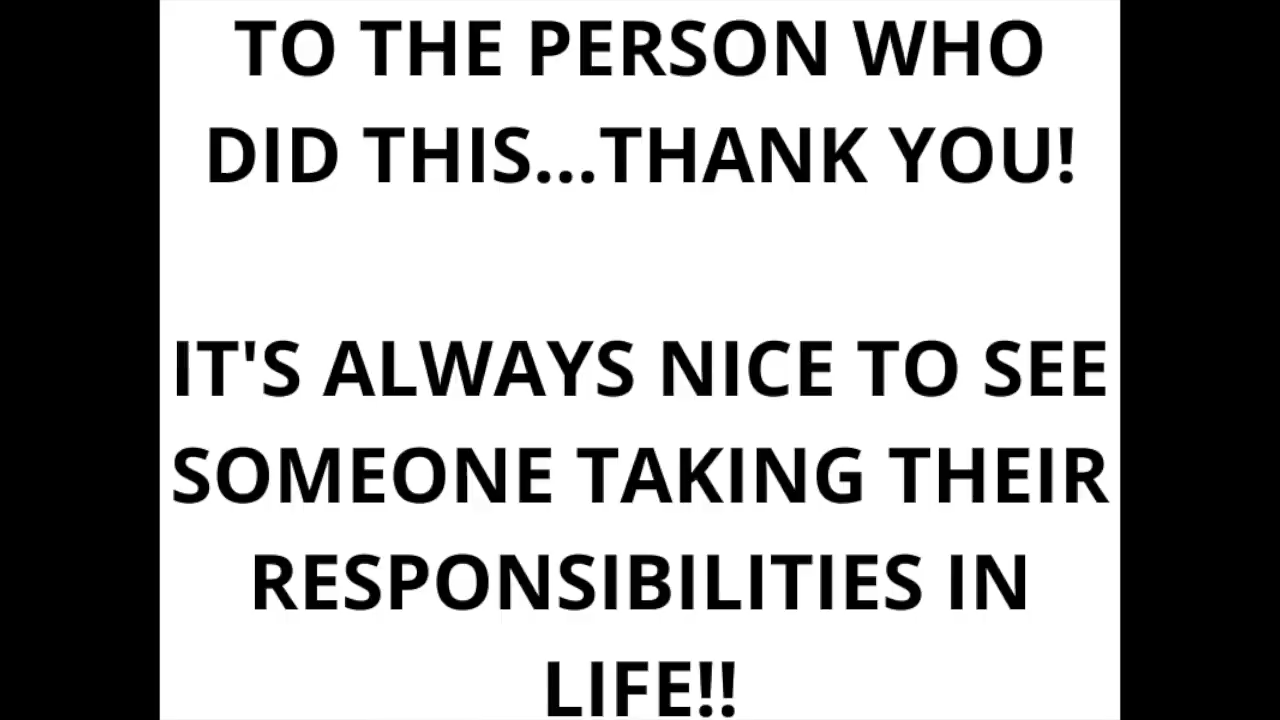 TO THE PERSON WHO
DID THIS...THANK YOU!
IT'S ALWAYS NICE TO SEE
SOMEONE TAKING THEIR
RESPONSIBILITIES IN
LIFE!!